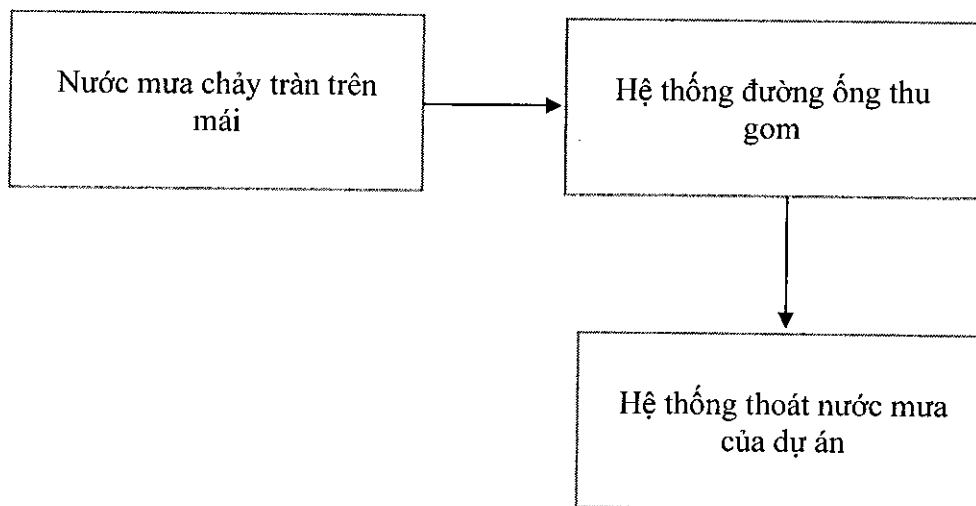 Nước mưa chảy tràn trên
mái
Hệ thống đường ống thu
gom
Hệ thống thoát nước mưa
của dự án